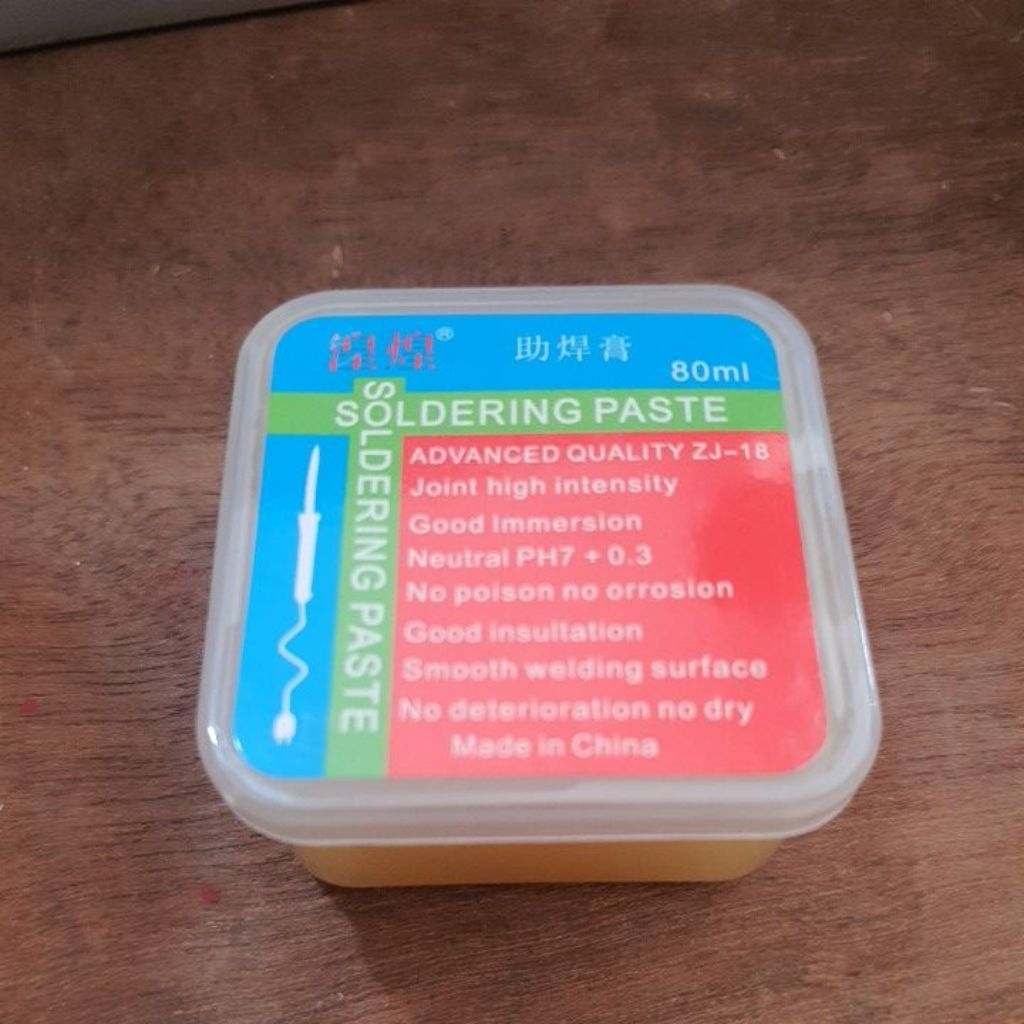 助焊膏
80ml
SOLDERING PASTE
SOLDERING PASTE
ADVANCED QUALITY ZJ-18
Joint high intensity
Good Immersion
Neutral PH7 + 0.3
No poison no orrosion
Good insultation
Smooth welding surface
No deterioration no dry
Made in China